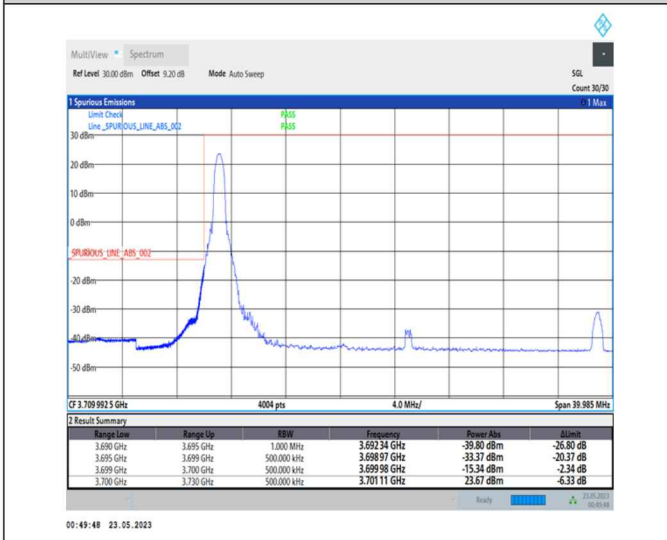 MultiView Spectrum
Ref Level 30.00 dBm Offset 9.20 dB Mode Auto Sweep SGL
Count 30/30
1 Spurious Emissions 1 Max
Limit Check PASS
Line _SPURIOUS_LINE_ABS_002 PASS
30 dBm
20 dBm
10 dBm
0 dBm
SPURIOUS_LINE_ABS_002
-20 dBm
-30 dBm
-40 dBm
-50 dBm
CF 3.709 992 5 GHz 4004 pts 4.0 MHz/ Span 39.985 MHz
2 Result Summary
Range Low Range Up RBW Frequency Power Abs ΔLimit
3.690 GHz 3.695 GHz 1.000 MHz 3.692 34 GHz -39.80 dBm -26.80 dB
3.695 GHz 3.699 GHz 500.000 kHz 3.698 97 GHz -33.37 dBm -20.37 dB
3.699 GHz 3.700 GHz 500.000 kHz 3.699 98 GHz -15.34 dBm -2.34 dB
3.700 GHz 3.730 GHz 500.000 kHz 3.701 11 GHz 23.67 dBm -6.33 dB
Ready 23.05.2023
00:49:48
00:49:48 23.05.2023